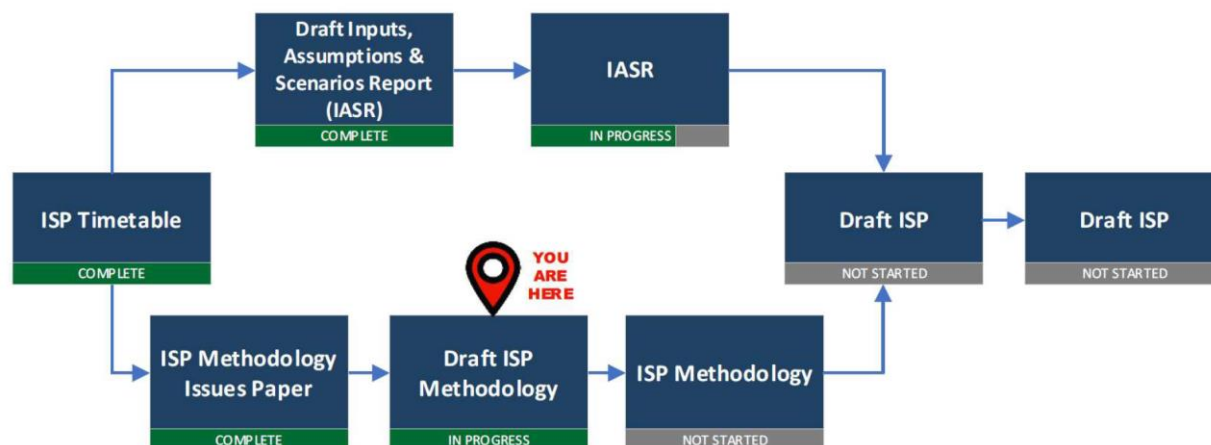 Draft Inputs,
Assumptions &
Scenarios Report
(IASR)
COMPLETE
IASR
IN PROGRESS
ISP Timetable
COMPLETE
Draft ISP
NOT STARTED
Draft ISP
NOT STARTED
YOU
ARE
HERE
ISP Methodology
Issues Paper
COMPLETE
Draft ISP
Methodology
IN PROGRESS
ISP Methodology
NOT STARTED